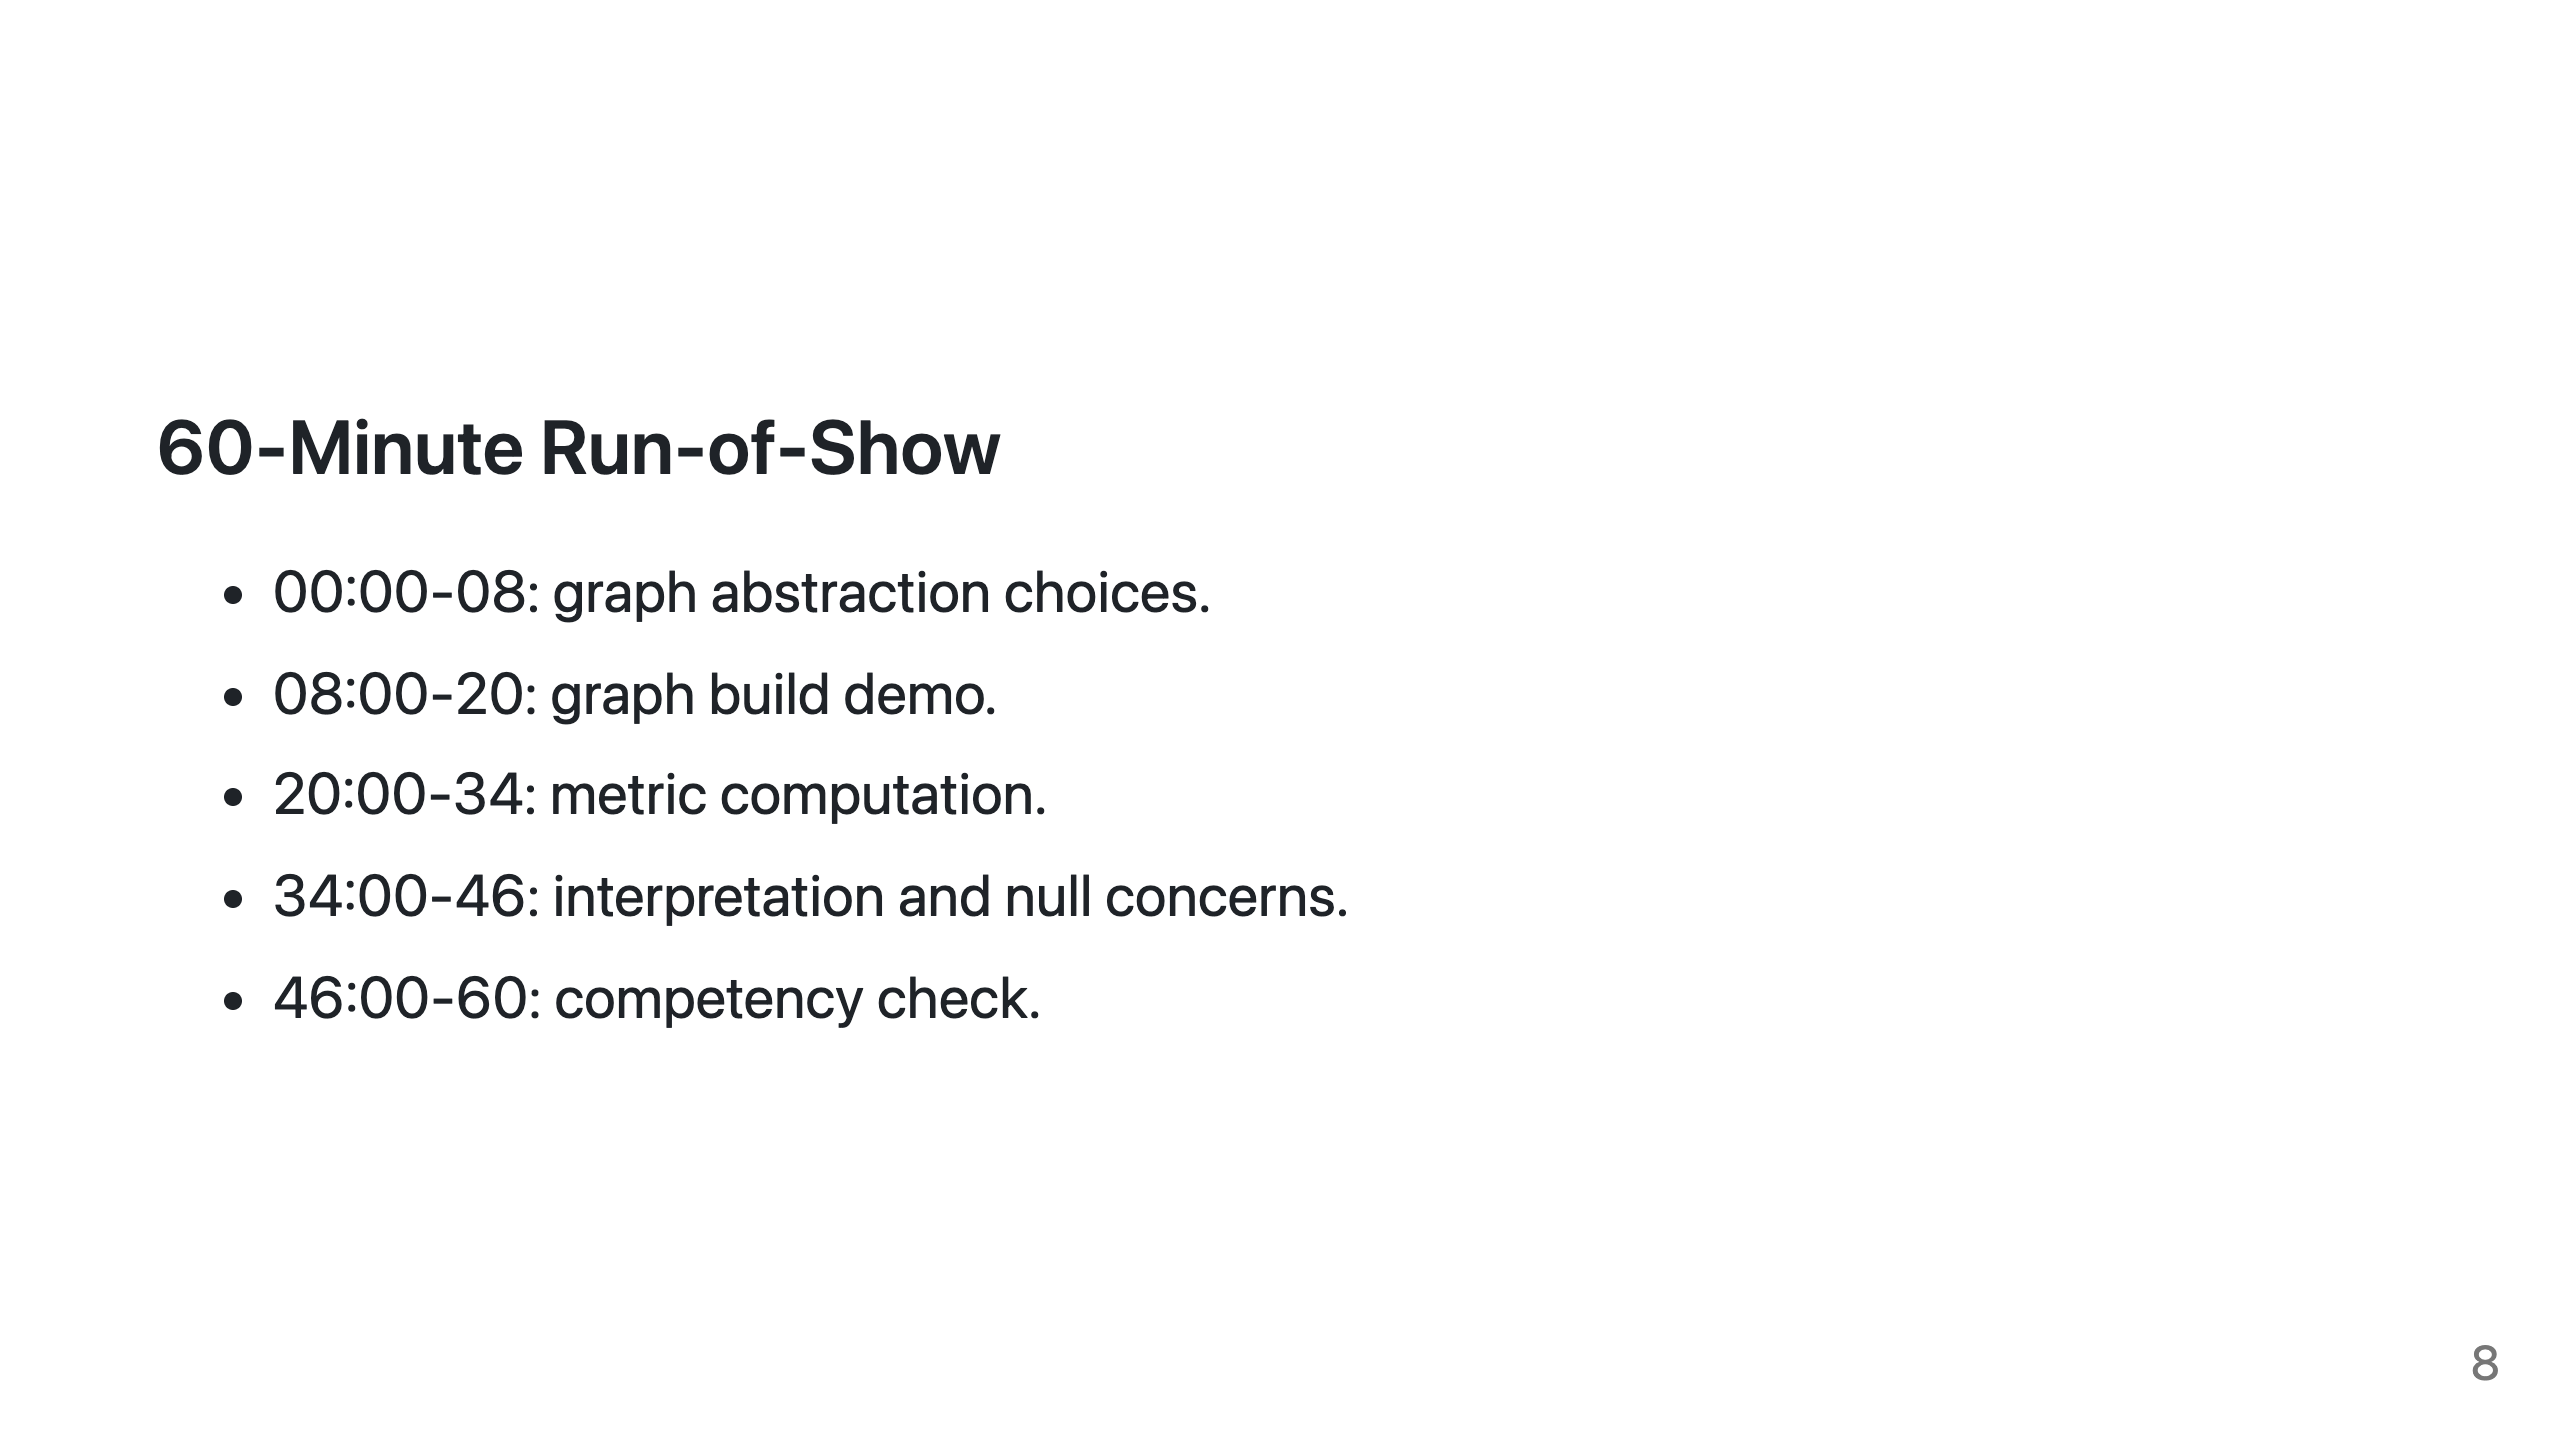 60-Minute Run-of-Show
• 00:00-08: graph abstraction choices.
• 08:00-20: graph build demo.
• 20:00-34: metric computation.
• 34:00-46: interpretation and null concerns.
• 46:00-60: competency check.
8